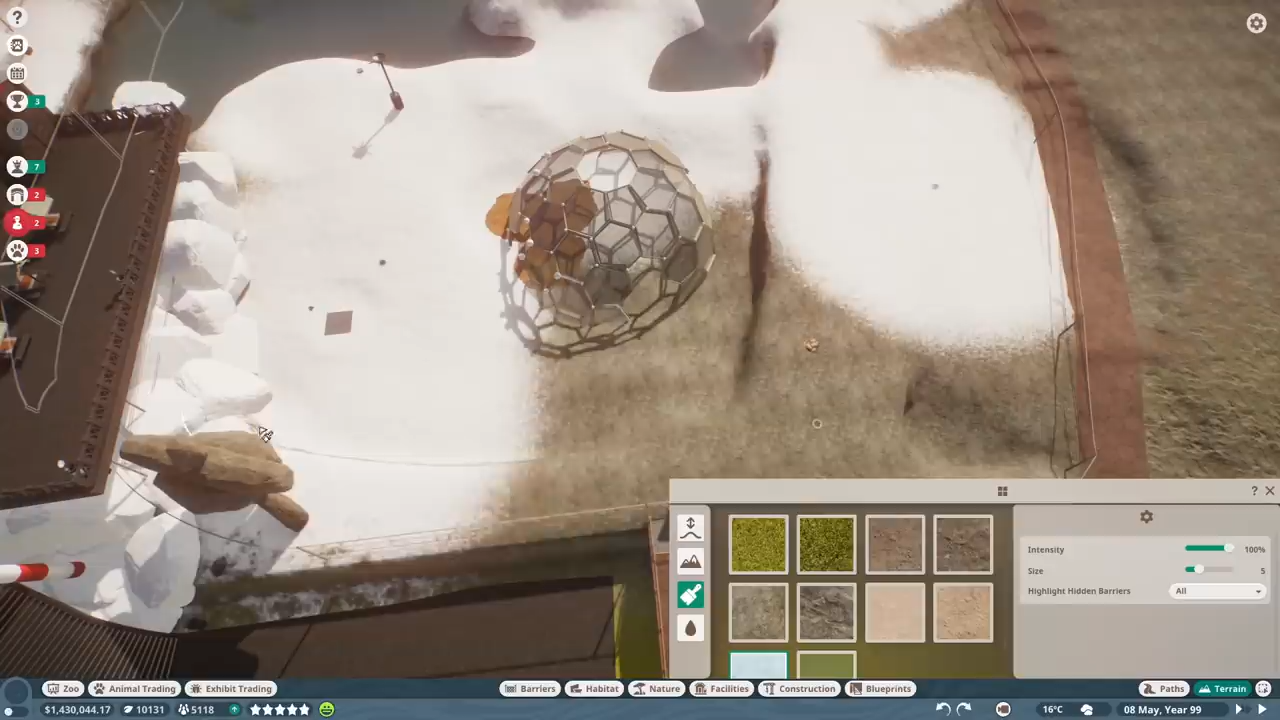 ?
3
7
2
2
3
? ×
Intensity 100%
Size 5
Highlight Hidden Barriers All
Zoo Animal Trading Exhibit Trading Barriers Habitat Nature Facilities Construction Blueprints Paths Terrain
$1,430,044.17 10131 5118 16°C 08 May, Year 99